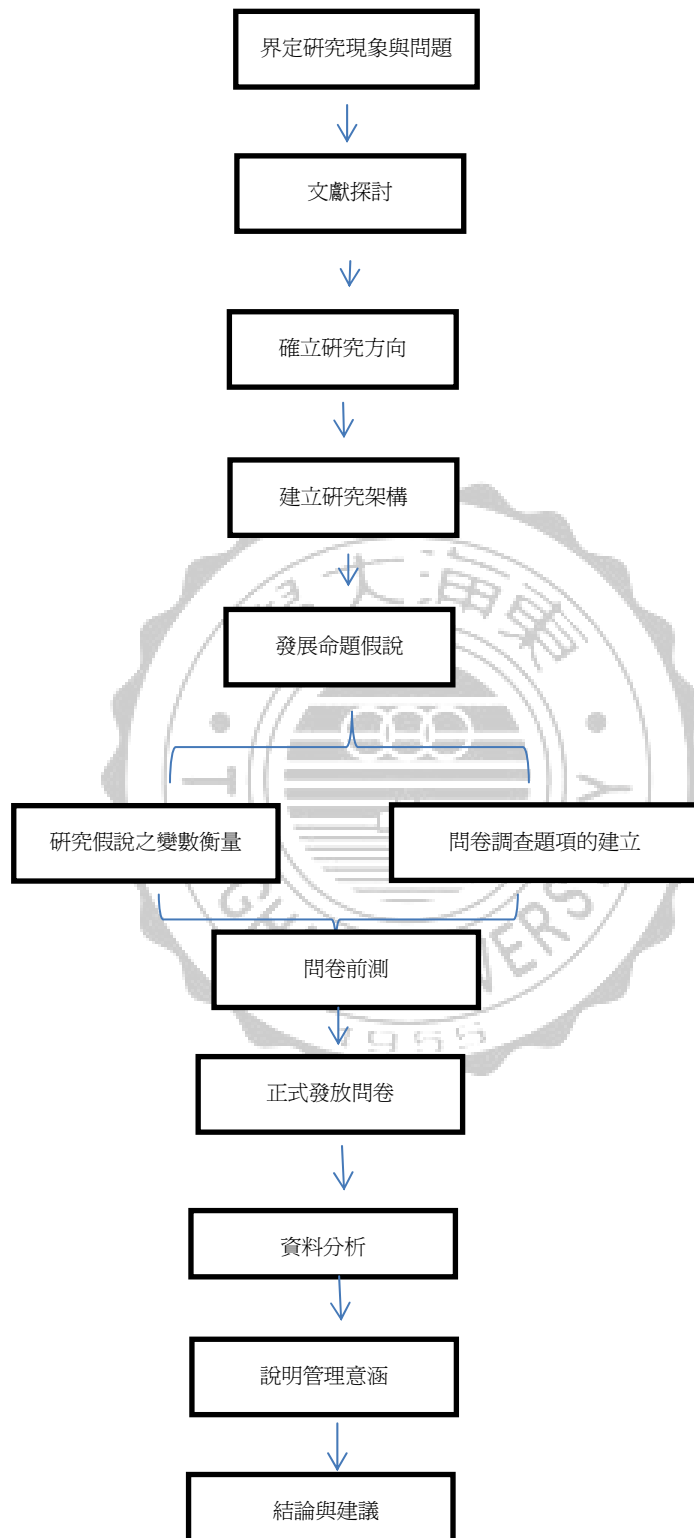 界定研究現象與問題
文獻探討
確立研究方向
建立研究架構
發展命題假說
研究假說之變數衡量
問卷調查題項的建立
問卷前測
正式發放問卷
資料分析
說明管理意涵
結論與建議
1955